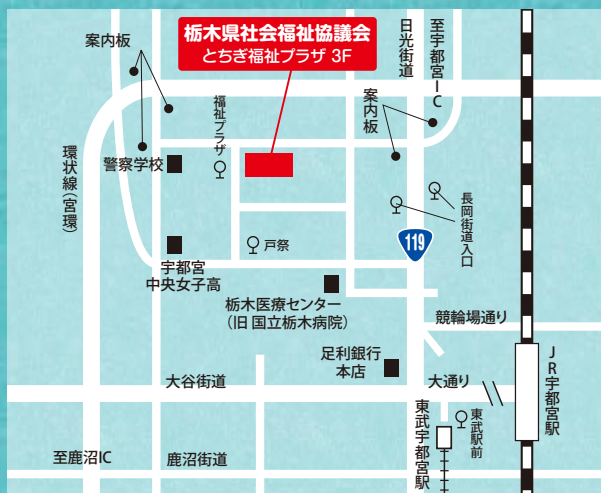 栃木県社会福祉協議会
とちぎ福祉プラザ 3F
案内板
日光街道
至宇都宮IC
福祉プラザ
案内板
環状線(宮環)
警察学校
長岡街道入口
119
戸祭
宇都宮
中央女子高
栃木医療センター
(旧 国立栃木病院)
競輪場通り
足利銀行
本店
JR宇都宮駅
大谷街道
大通り
東武宇都宮駅
東武駅前
至鹿沼IC
鹿沼街道